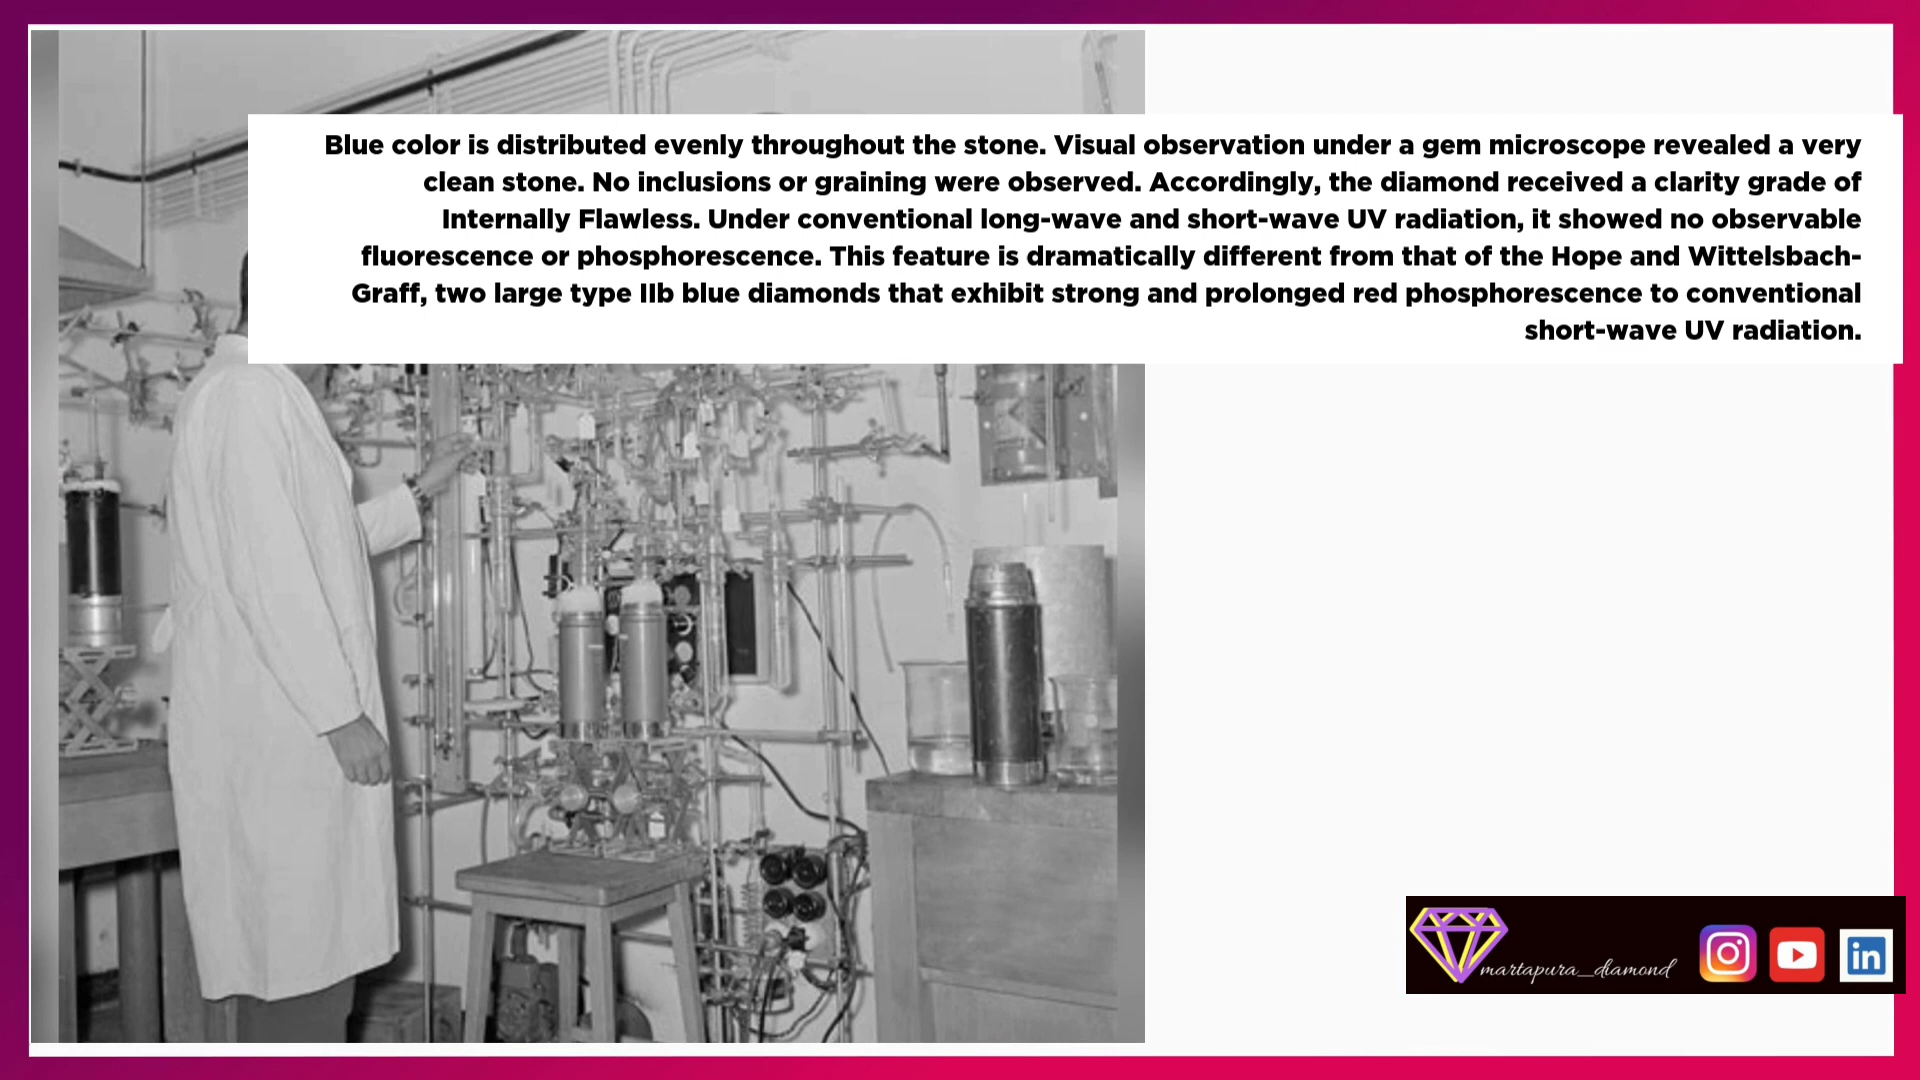 Blue color is distributed evenly throughout the stone. Visual observation under a gem microscope revealed a very
clean stone. No inclusions or graining were observed. Accordingly, the diamond received a clarity grade of
Internally Flawless. Under conventional long-wave and short-wave UV radiation, it showed no observable
fluorescence or phosphorescence. This feature is dramatically different from that of the Hope and Wittelsbach-
Graff, two large type IIb blue diamonds that exhibit strong and prolonged red phosphorescence to conventional
short-wave UV radiation.
martapura_diamond
in